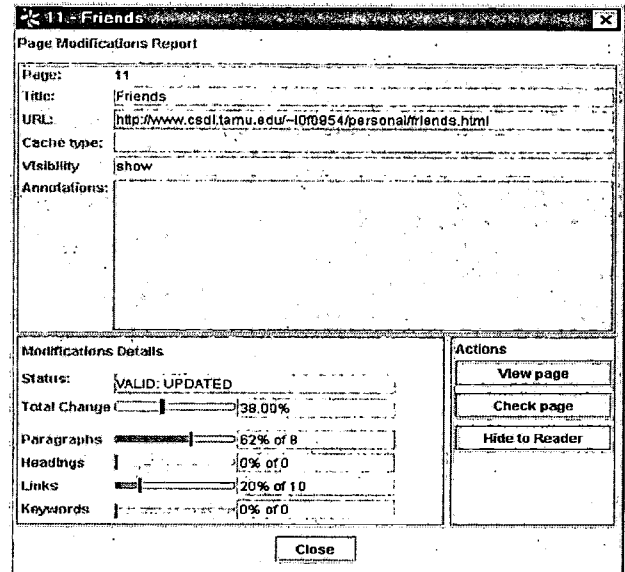 11 - Friends
Page Modifications Report
Page: 11
Title: Friends
URL: http://www.csdl.tamu.edu/~l0f0954/personal/friends.html
Cache type:
Visibility show
Annotations:
Modifications Details
Status: VALID: UPDATED
Total Change 38.00%
Paragraphs 62% of 8
Headings 0% of 0
Links 20% of 10
Keywords 0% of 0
Actions
View page
Check page
Hide to Reader
Close